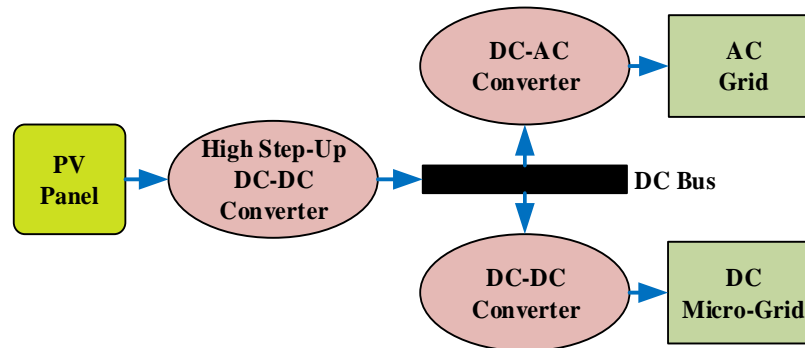 PV
Panel
High Step-Up
DC-DC
Converter
DC-AC
Converter
AC
Grid
DC Bus
DC-DC
Converter
DC
Micro-Grid